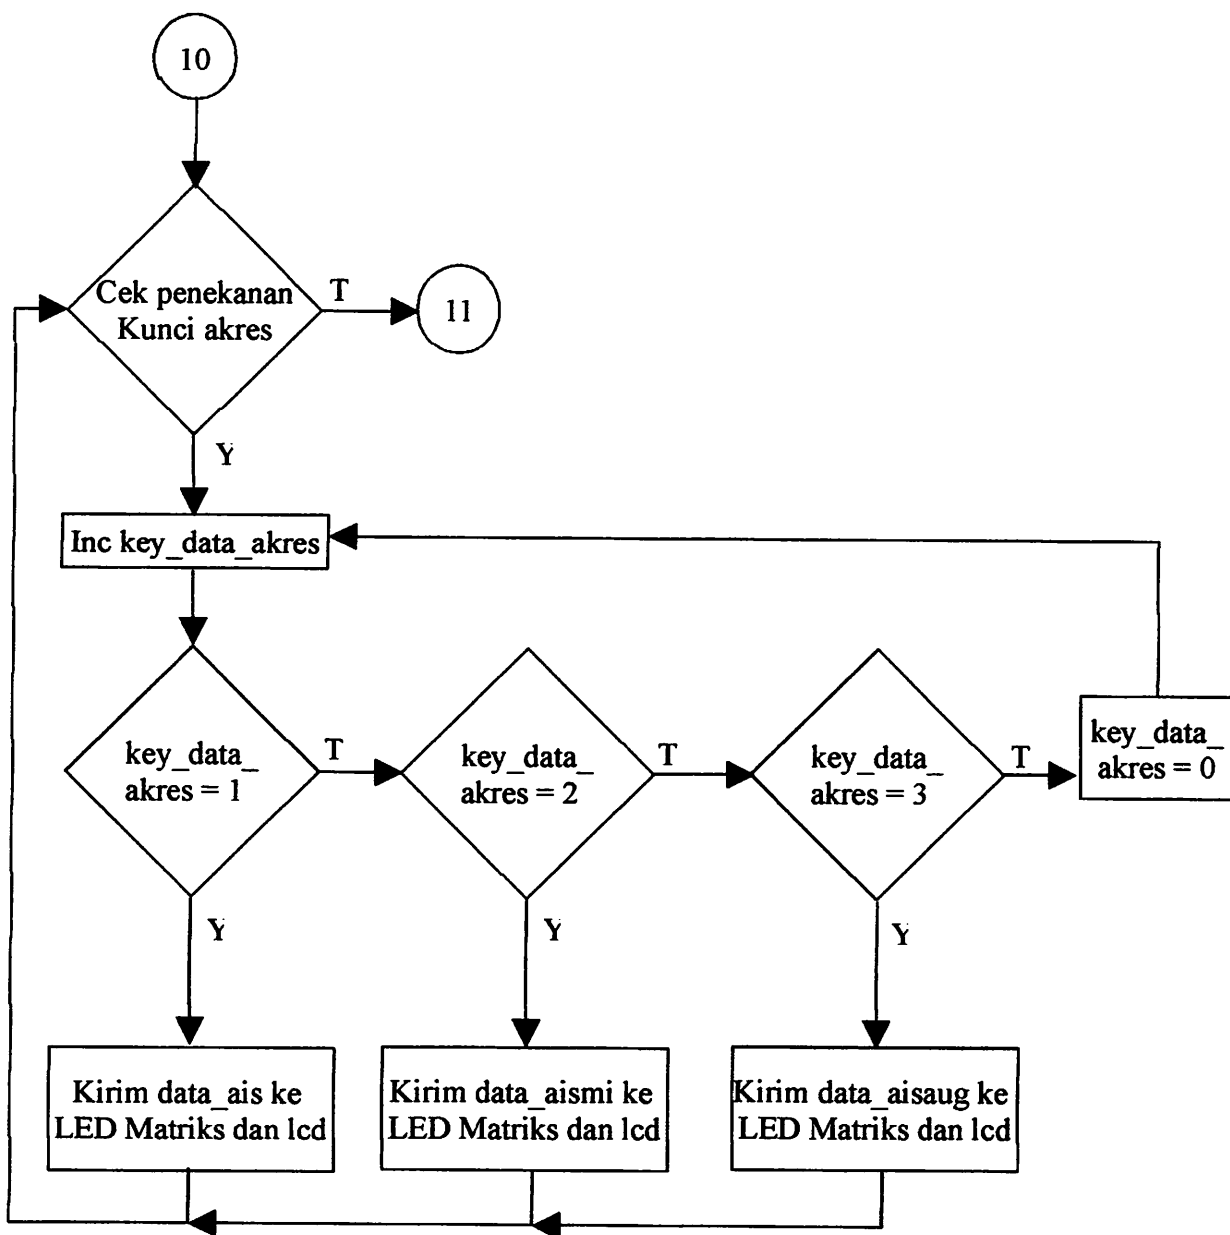 10
Cek penekanan
Kunci akres
T
11
Y
Inc key_data_akres
key_data_
akres = 1
T
key_data_
akres = 2
T
key_data_
akres = 3
T
key_data_
akres = 0
Y
Y
Y
Kirim data_ais ke
LED Matriks dan lcd
Kirim data_aismi ke
LED Matriks dan lcd
Kirim data_aisaug ke
LED Matriks dan lcd